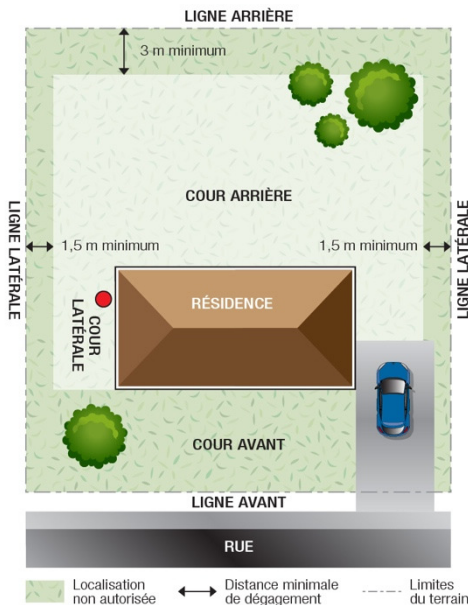 LIGNE ARRIÈRE
3 m minimum
COUR ARRIÈRE
LIGNE LATÉRALE
1,5 m minimum
1,5 m minimum
LIGNE LATÉRALE
COUR
LATÉRALE
RÉSIDENCE
COUR AVANT
LIGNE AVANT
RUE
Localisation
non autorisée
Distance minimale
de dégagement
Limites
du terrain